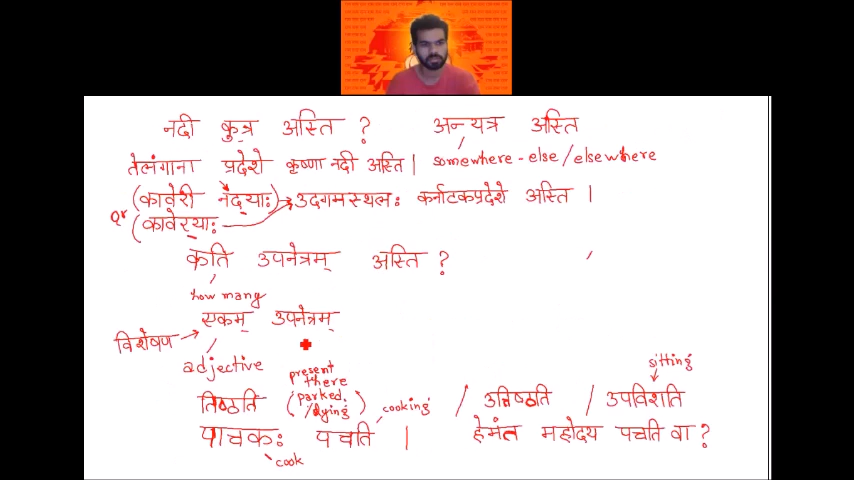 नदी कुत्र अस्ति ? अन्यत्र अस्ति
तेलंगाना प्रदेशे कृष्णा नदी अस्ति | somewhere-else/elsewhere
(कावेरी नद्याः) उदगमस्थलः कर्नाटकप्रदेशे अस्ति |
or (कावेर्‌याः
कति उपनेत्रम् अस्ति ?
how many
एकम् उपनेत्रम्
विशेषण
adjective
sitting
present there
तिष्ठति (parked. /lying) cooking / उत्तिष्ठति / उपविशति
पाचकः पचति | हेमंत महोदय पचति वा ?
cook